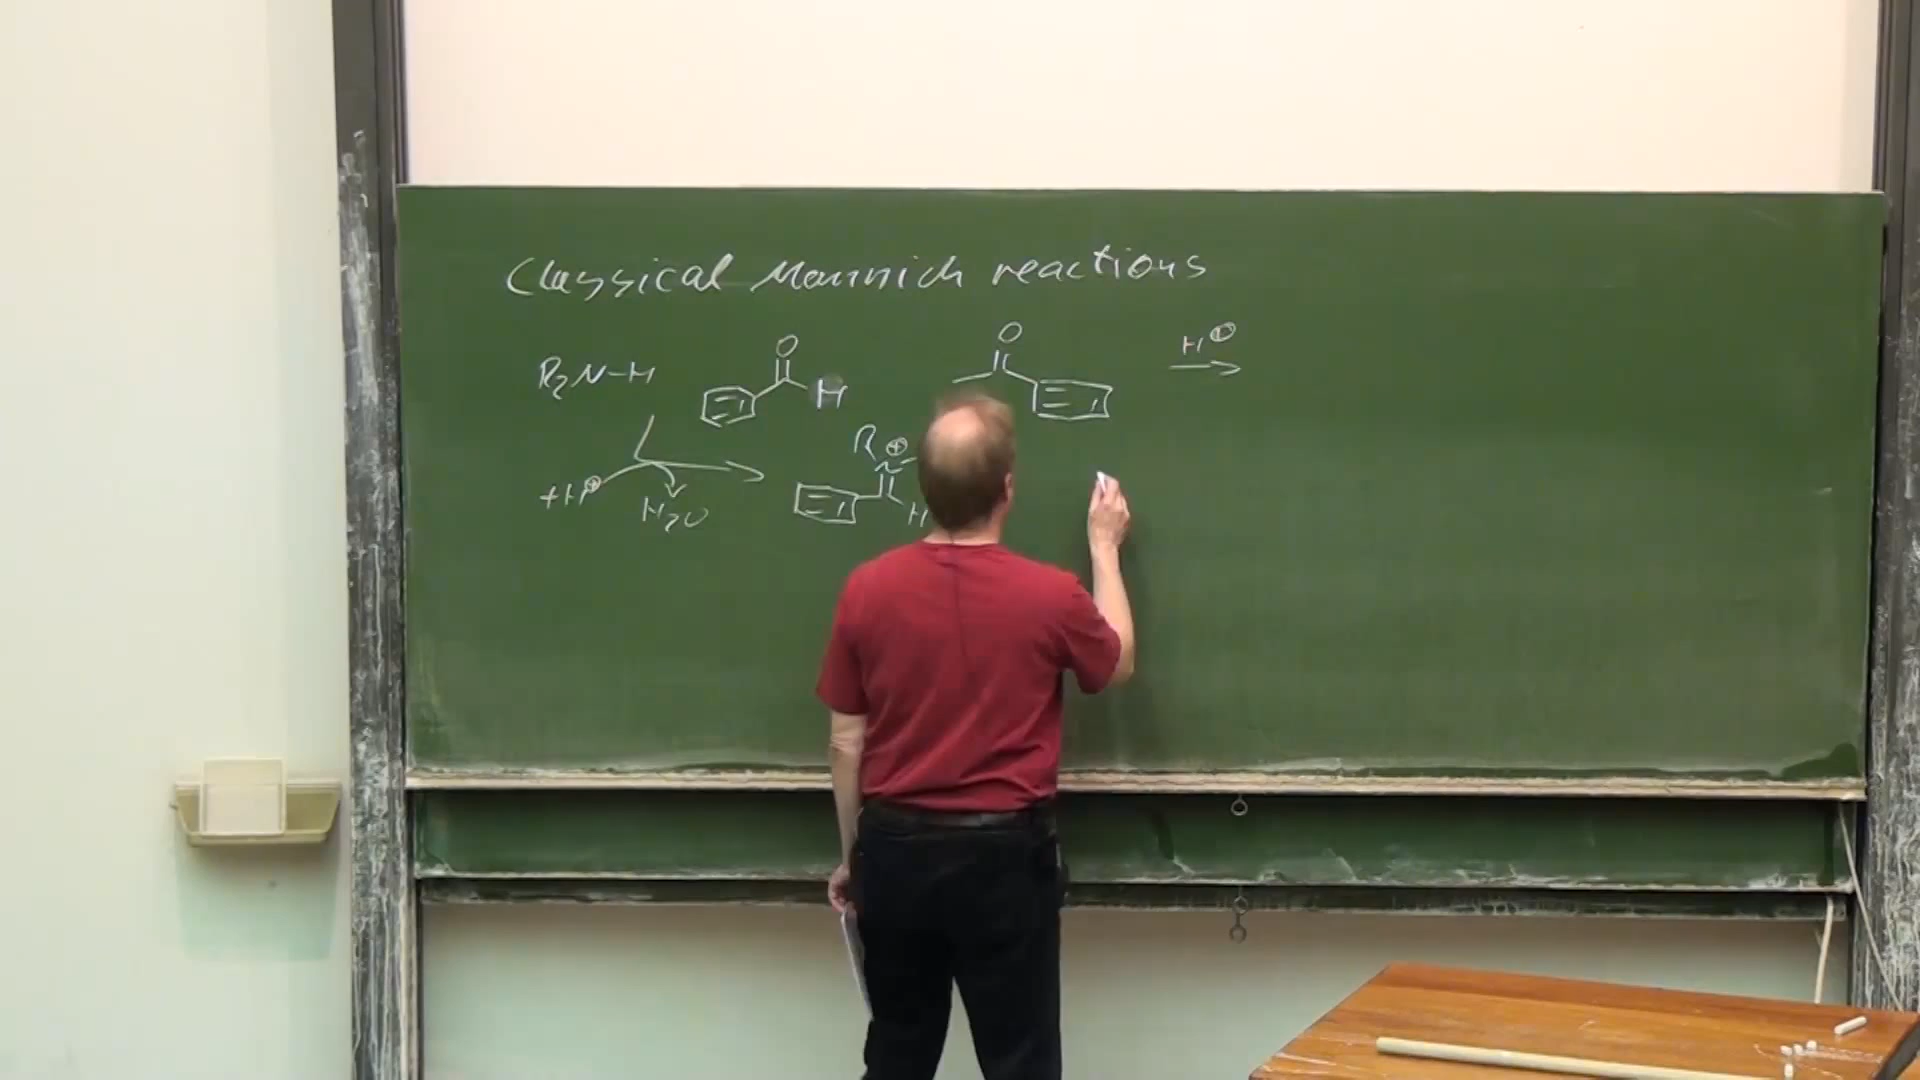 Classical Mannich reactions
O O H⊕
R₂N-H H
R ⊕
N
+H⊕ H₂O H